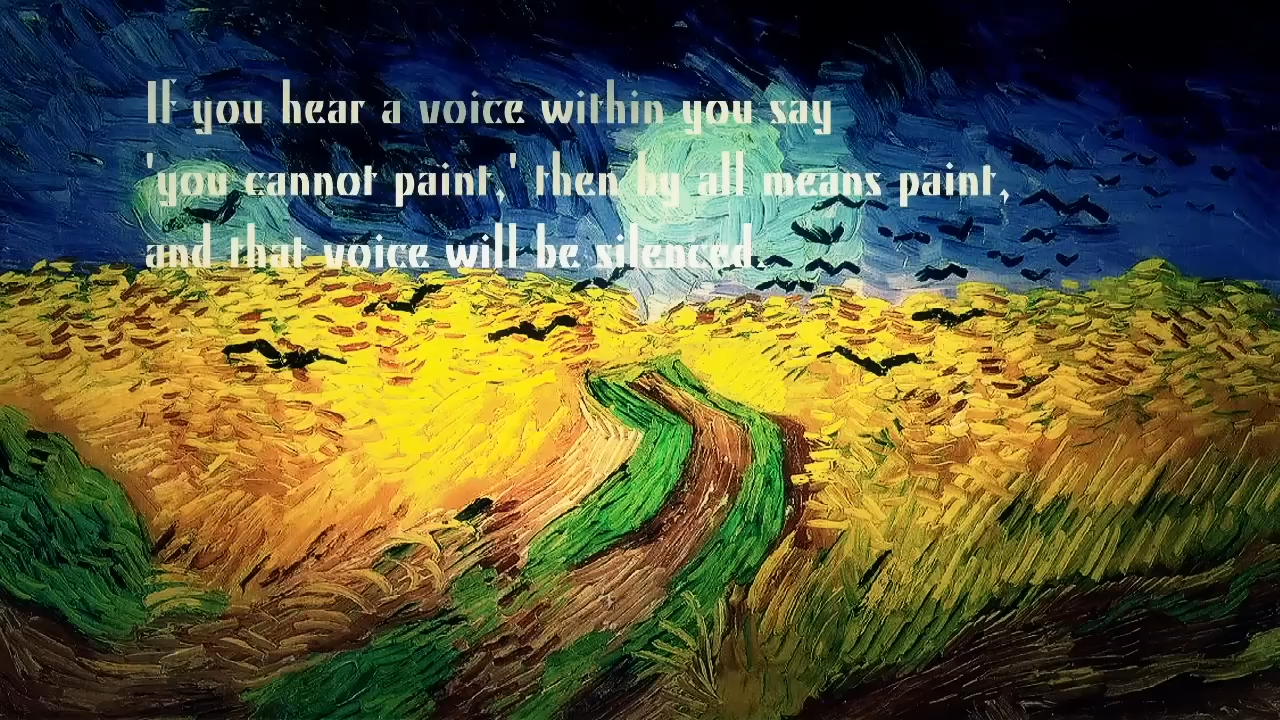 If you hear a voice within you say
'you cannot paint,' then by all means paint,
and that voice will be silenced.